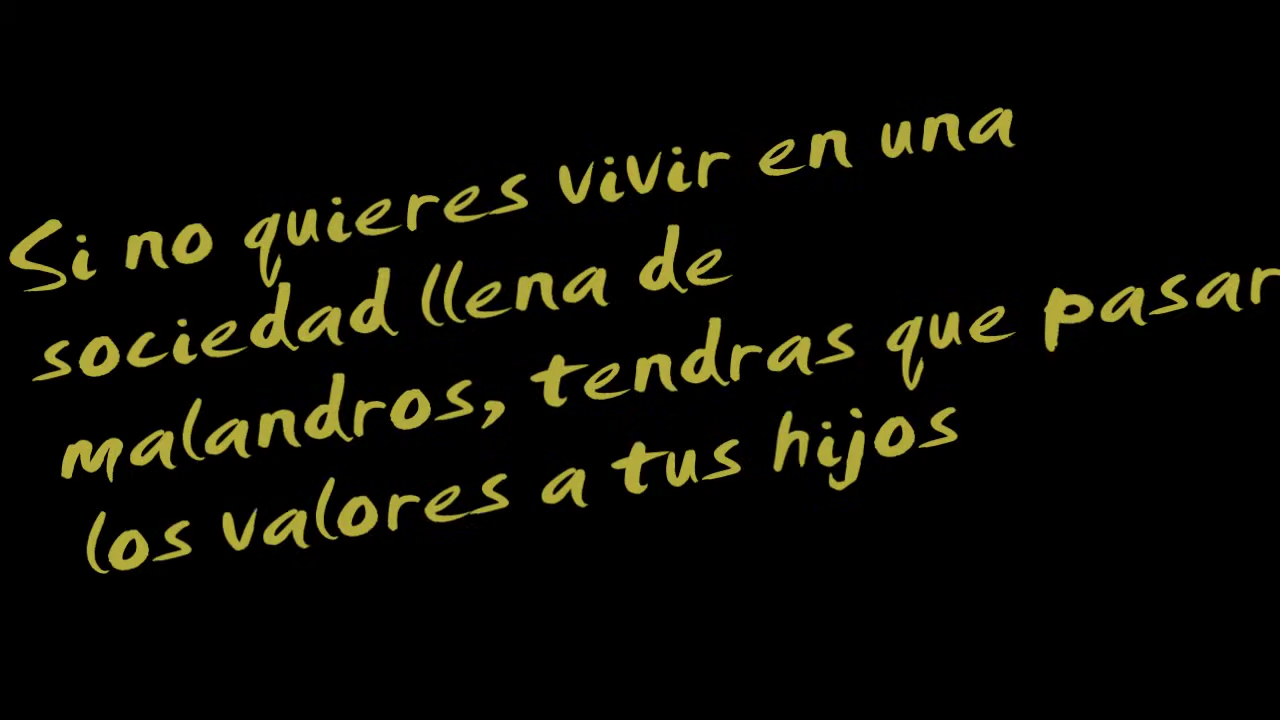 Si no quieres vivir en una
sociedad llena de
malandros, tendras que pasar
los valores a tus hijos